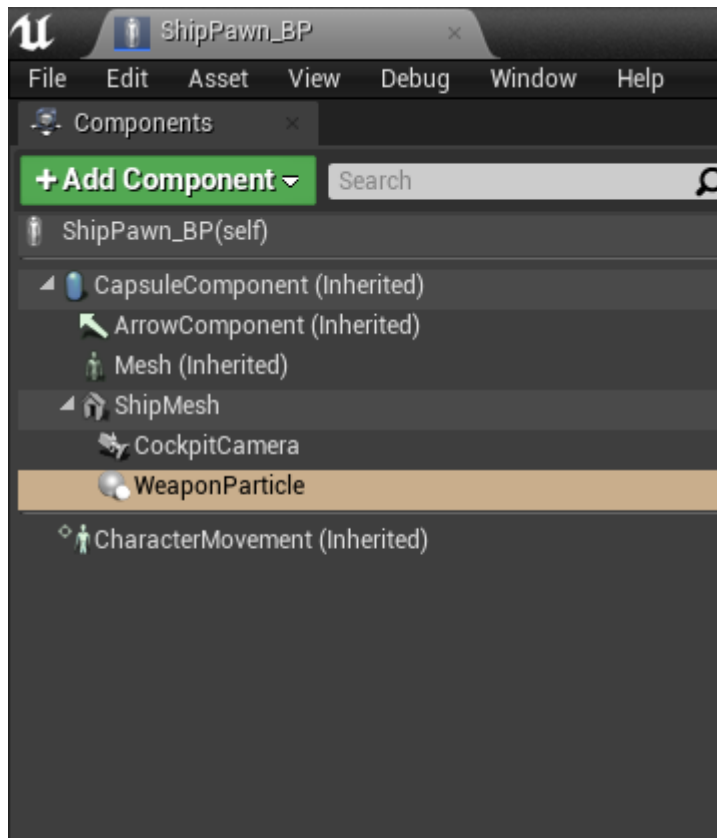 ShipPawn_BP
File Edit Asset View Debug Window Help
Components
+ Add Component Search
ShipPawn_BP(self)
CapsuleComponent (Inherited)
ArrowComponent (Inherited)
Mesh (Inherited)
ShipMesh
CockpitCamera
WeaponParticle
CharacterMovement (Inherited)